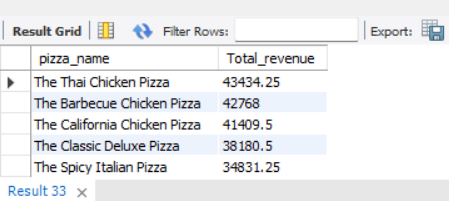 Result Grid Filter Rows: Export:
pizza_name Total_revenue
The Thai Chicken Pizza 43434.25
The Barbecue Chicken Pizza 42768
The California Chicken Pizza 41409.5
The Classic Deluxe Pizza 38180.5
The Spicy Italian Pizza 34831.25
Result 33 ×